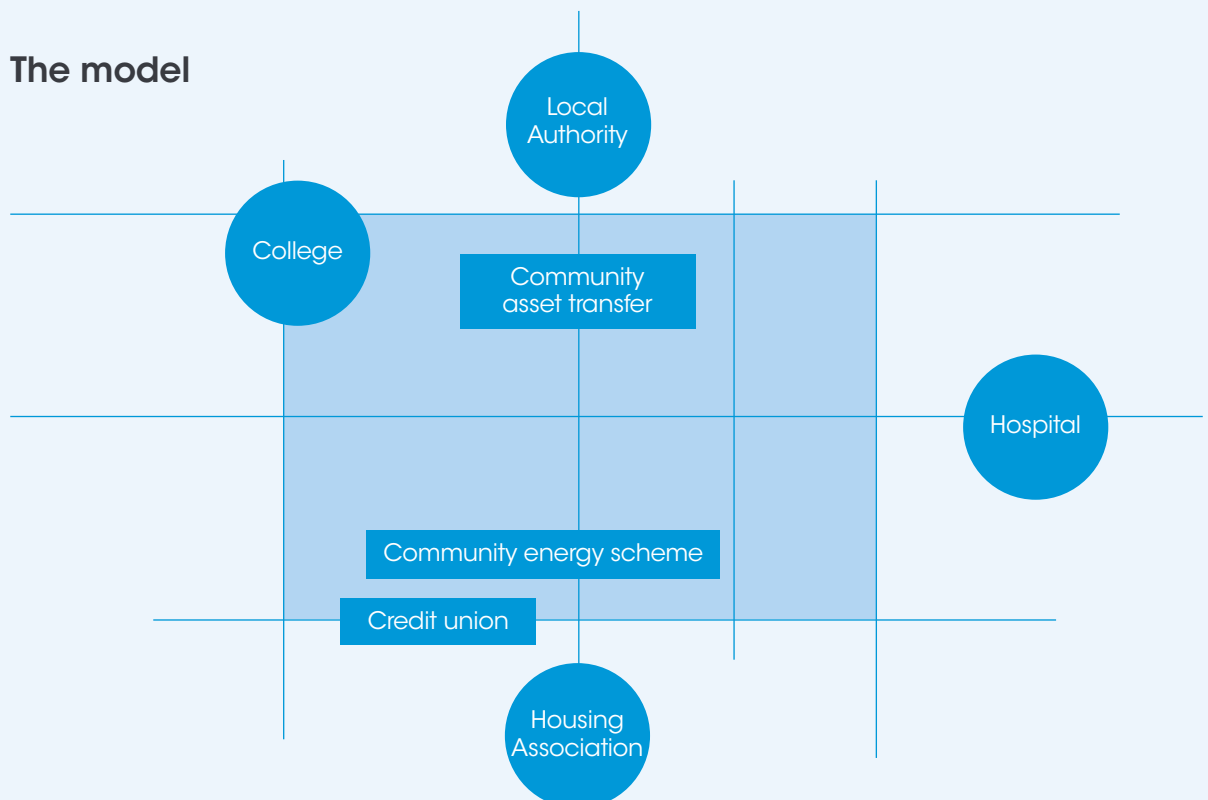 The model
Local
Authority
College
Community
asset transfer
Hospital
Community energy scheme
Credit union
Housing
Association